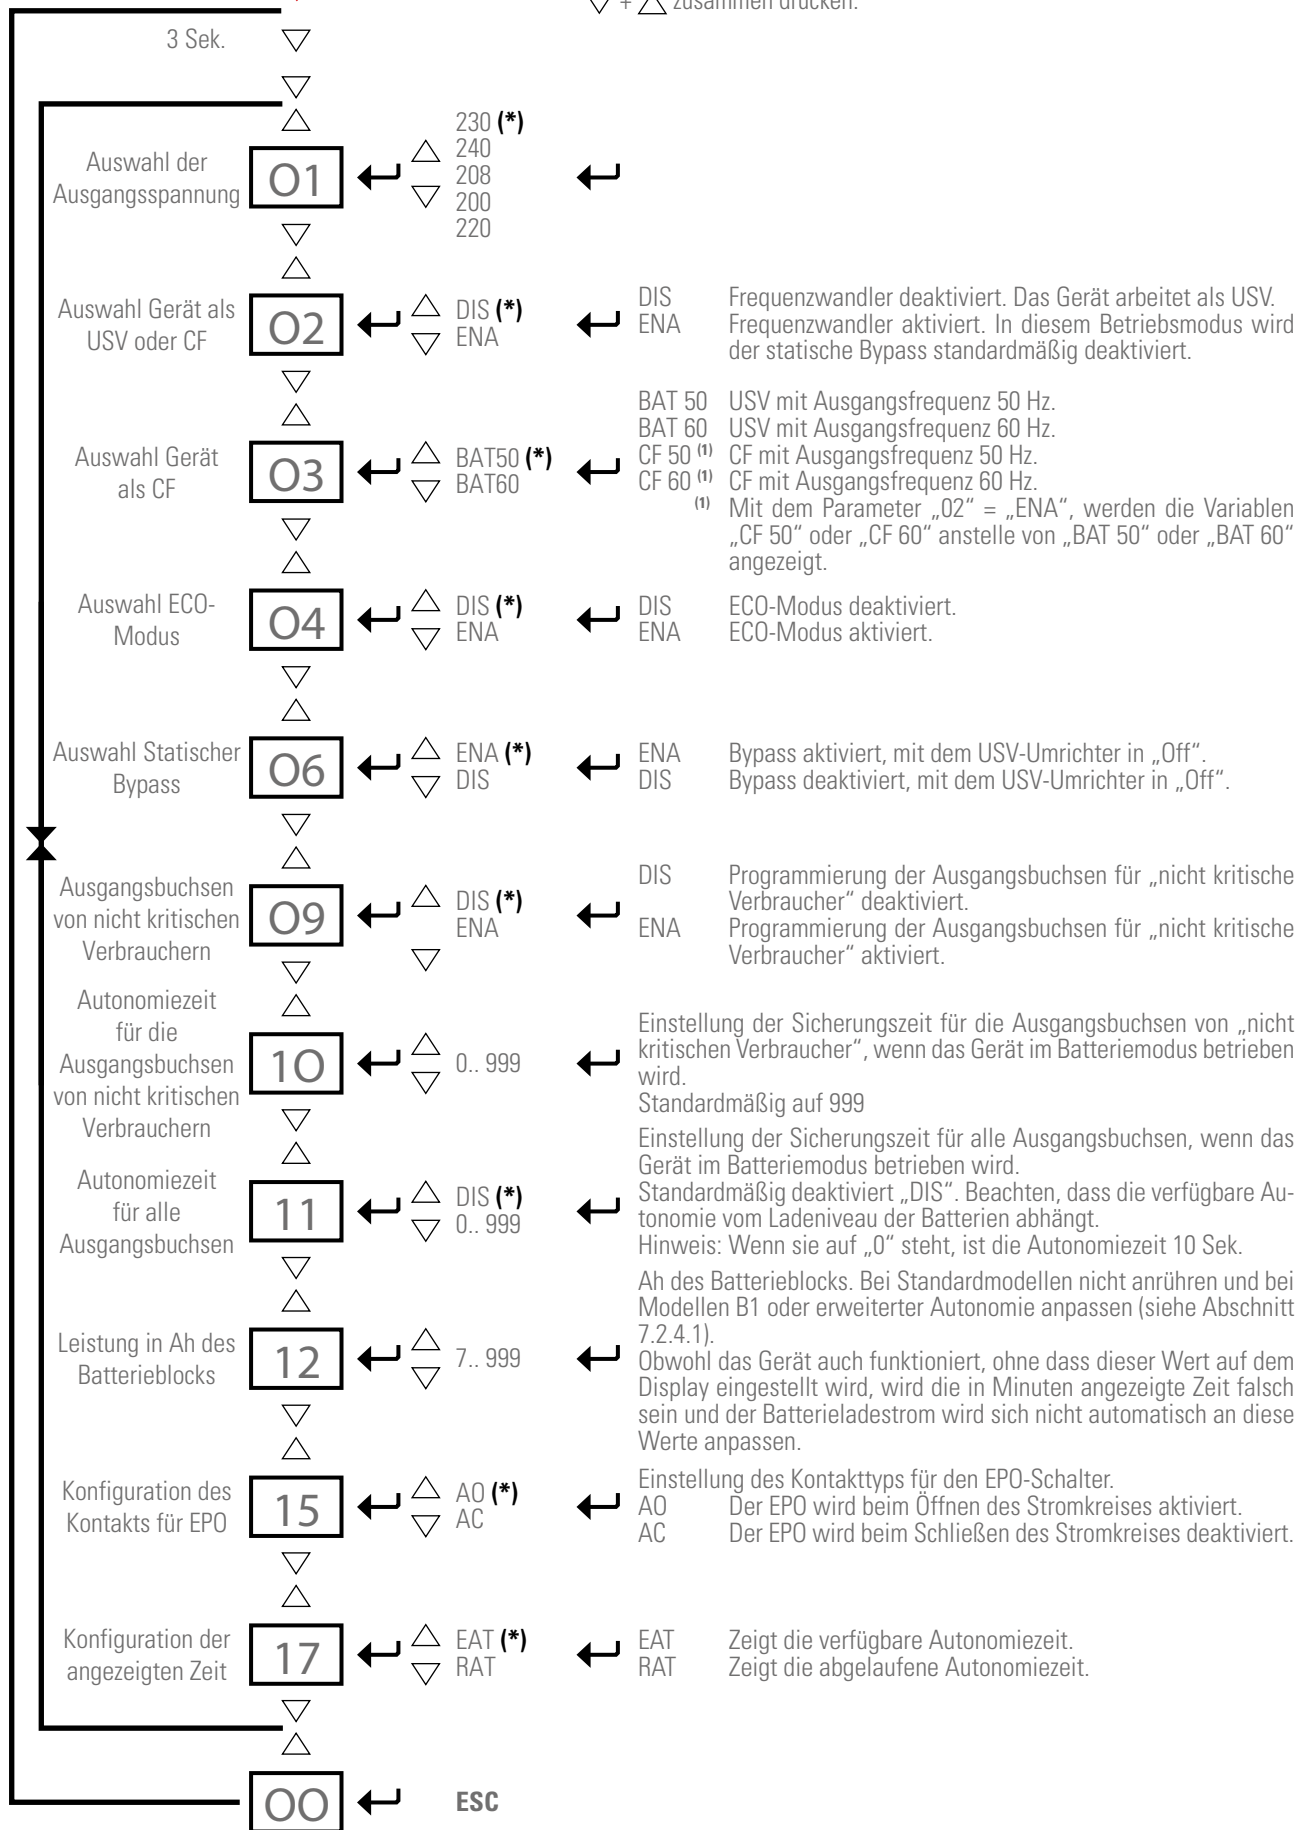 + zusammen drücken.
3 Sek.
230 (*)
240
208
200
220
Auswahl der
Ausgangsspannung
01
Auswahl Gerät als
USV oder CF
02
DIS (*)
ENA
DIS Frequenzwandler deaktiviert. Das Gerät arbeitet als USV.
ENA Frequenzwandler aktiviert. In diesem Betriebsmodus wird
der statische Bypass standardmäßig deaktiviert.
Auswahl Gerät
als CF
03
BAT50 (*)
BAT60
BAT 50 USV mit Ausgangsfrequenz 50 Hz.
BAT 60 USV mit Ausgangsfrequenz 60 Hz.
CF 50 (1) CF mit Ausgangsfrequenz 50 Hz.
CF 60 (1) CF mit Ausgangsfrequenz 60 Hz.
(1) Mit dem Parameter „02“ = „ENA“, werden die Variablen
„CF 50“ oder „CF 60“ anstelle von „BAT 50“ oder „BAT 60“
angezeigt.
Auswahl ECO-
Modus
04
DIS (*)
ENA
DIS ECO-Modus deaktiviert.
ENA ECO-Modus aktiviert.
Auswahl Statischer
Bypass
06
ENA (*)
DIS
ENA Bypass aktiviert, mit dem USV-Umrichter in „Off“.
DIS Bypass deaktiviert, mit dem USV-Umrichter in „Off“.
Ausgangsbuchsen
von nicht kritischen
Verbrauchern
09
DIS (*)
ENA
DIS Programmierung der Ausgangsbuchsen für „nicht kritische
Verbraucher“ deaktiviert.
ENA Programmierung der Ausgangsbuchsen für „nicht kritische
Verbraucher“ aktiviert.
Autonomiezeit
für die
Ausgangsbuchsen
von nicht kritischen
Verbrauchern
10
0.. 999
Einstellung der Sicherungszeit für die Ausgangsbuchsen von „nicht
kritischen Verbraucher“, wenn das Gerät im Batteriemodus betrieben
wird.
Standardmäßig auf 999
Autonomiezeit
für alle
Ausgangsbuchsen
11
DIS (*)
0.. 999
Einstellung der Sicherungszeit für alle Ausgangsbuchsen, wenn das
Gerät im Batteriemodus betrieben wird.
Standardmäßig deaktiviert „DIS“. Beachten, dass die verfügbare Au-
tonomie vom Ladeniveau der Batterien abhängt.
Hinweis: Wenn sie auf „0“ steht, ist die Autonomiezeit 10 Sek.
Leistung in Ah des
Batterieblocks
12
7.. 999
Ah des Batterieblocks. Bei Standardmodellen nicht anrühren und bei
Modellen B1 oder erweiterter Autonomie anpassen (siehe Abschnitt
7.2.4.1).
Obwohl das Gerät auch funktioniert, ohne dass dieser Wert auf dem
Display eingestellt wird, wird die in Minuten angezeigte Zeit falsch
sein und der Batterieladestrom wird sich nicht automatisch an diese
Werte anpassen.
Konfiguration des
Kontakts für EPO
15
AO (*)
AC
Einstellung des Kontakttyps für den EPO-Schalter.
AO Der EPO wird beim Öffnen des Stromkreises aktiviert.
AC Der EPO wird beim Schließen des Stromkreises deaktiviert.
Konfiguration der
angezeigten Zeit
17
EAT (*)
RAT
EAT Zeigt die verfügbare Autonomiezeit.
RAT Zeigt die abgelaufene Autonomiezeit.
00
ESC